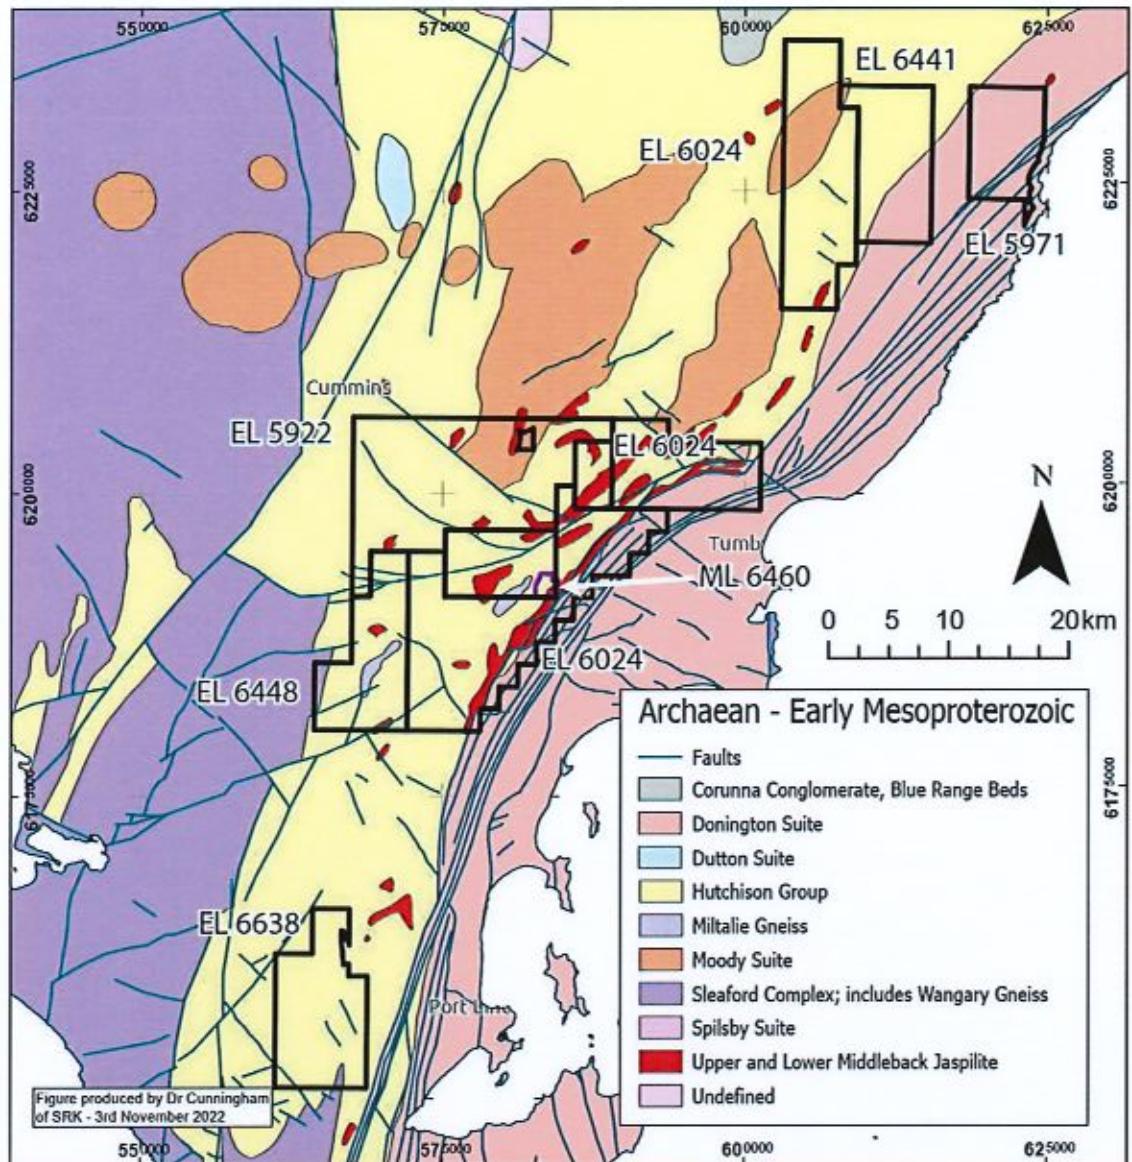 550000
575000
600000
625000
EL 6441
EL 6024
6225000
6225000
EL 5971
Cummins
EL 5922
EL 6024
6200000
6200000
N
Tumb
ML 6460
0 5 10 20km
EL 6024
EL 6448
Archaean - Early Mesoproterozoic
Faults
Corunna Conglomerate, Blue Range Beds
Donington Suite
Dutton Suite
Hutchison Group
Miltalie Gneiss
Moody Suite
Sleaford Complex; includes Wangary Gneiss
Spilsby Suite
Upper and Lower Middleback Jaspilite
Undefined
6175000
6175000
EL 6638
Port
Figure produced by Dr Cunningham
of SRK - 3rd November 2022
550000
575000
600000
625000